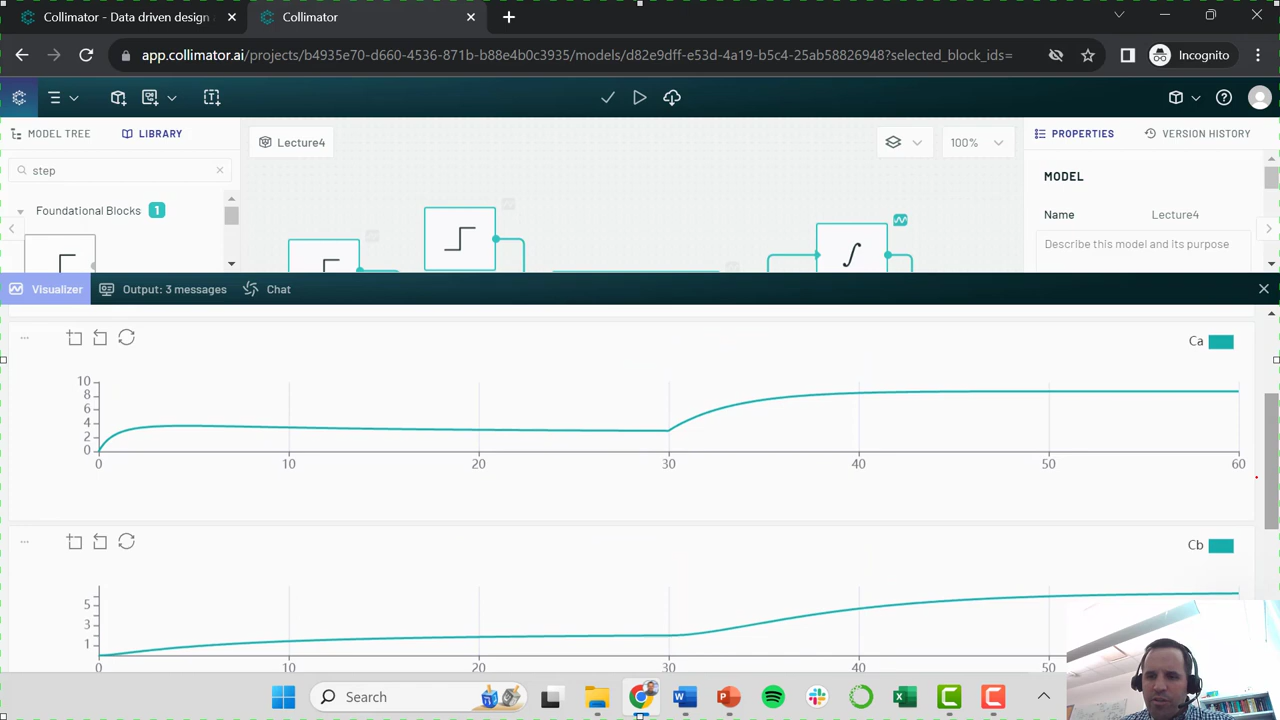 Collimator - Data driven design
Collimator
app.collimator.ai/projects/b4935e70-d660-4536-871b-b88e4b0c3935/models/d82e9dff-e53d-4a19-b5c4-25ab58826948?selected_block_ids=
Incognito
MODEL TREE
LIBRARY
Lecture4
100%
PROPERTIES
VERSION HISTORY
step
MODEL
Foundational Blocks 1
Name Lecture4
Describe this model and its purpose
Visualizer
Output: 3 messages
Chat
Ca
10
8
6
4
2
0
0 10 20 30 40 50 60
Cb
5
3
1
0 10 20 30 40 50
Search